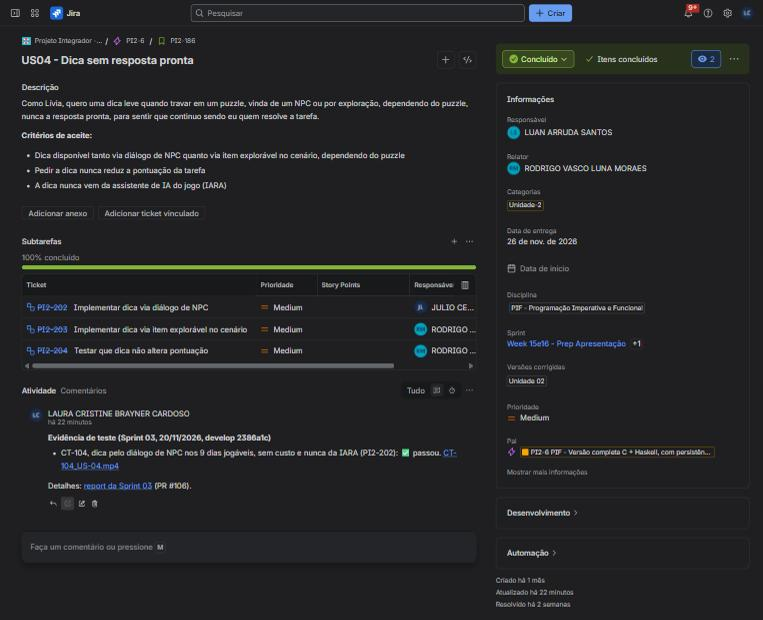 Jira
Pesquisar
Criar
9+
LC
Projeto Integrador -... / PI2-6 / PI2-186
US04 - Dica sem resposta pronta
Descrição
Como Lívia, quero uma dica leve quando travar em um puzzle, vinda de um NPC ou por exploração, dependendo do puzzle,
nunca a resposta pronta, para sentir que continuo sendo eu quem resolve a tarefa.
Critérios de aceite:
Dica disponível tanto via diálogo de NPC quanto via item explorável no cenário, dependendo do puzzle
Pedir a dica nunca reduz a pontuação da tarefa
A dica nunca vem da assistente de IA do jogo (IARA)
Adicionar anexo
Adicionar ticket vinculado
Subtarefas
100% concluído
Ticket Prioridade Story Points Responsáve
PI2-202 Implementar dica via diálogo de NPC Medium JULIO CE...
PI2-203 Implementar dica via item explorável no cenário Medium RODRIGO ...
PI2-204 Testar que dica não altera pontuação Medium RODRIGO ...
Atividade Comentários Tudo
LAURA CRISTINE BRAYNER CARDOSO
há 22 minutos
Evidência de teste (Sprint 03, 20/11/2026, develop 2386a1c)
CT-104, dica pelo diálogo de NPC nos 9 dias jogáveis, sem custo e nunca da IARA (PI2-202): ✅ passou. CT-
104_US-04.mp4
Detalhes: report da Sprint 03 (PR #106).
Faça um comentário ou pressione M
Concluído
Itens concluídos
2
Informações
Responsável
LUAN ARRUDA SANTOS
Relator
RODRIGO VASCO LUNA MORAES
Categorias
Unidade-2
Data de entrega
26 de nov. de 2026
Data de início
Disciplina
PIF - Programação Imperativa e Funcional
Sprint
Week 15e16 - Prep Apresentação +1
Versões corrigidas
Unidade 02
Prioridade
Medium
Pai
PI2-6 PIF - Versão completa C + Haskell, com persistên...
Mostrar mais informações
Desenvolvimento
Automação
Criado há 1 mês
Atualizado há 22 minutos
Resolvido há 2 semanas